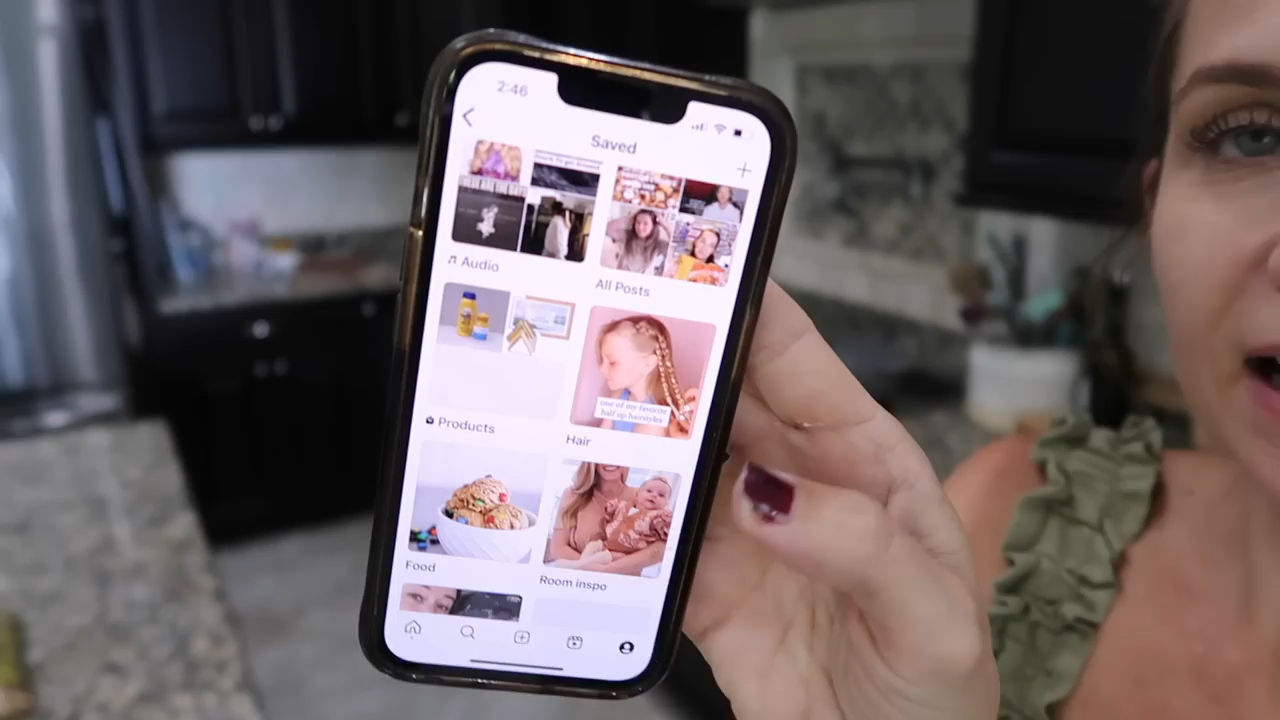 2:46
Saved
Audio
All Posts
one of my favorite
half up hairstyles
Products
Hair
Food
Room inspo